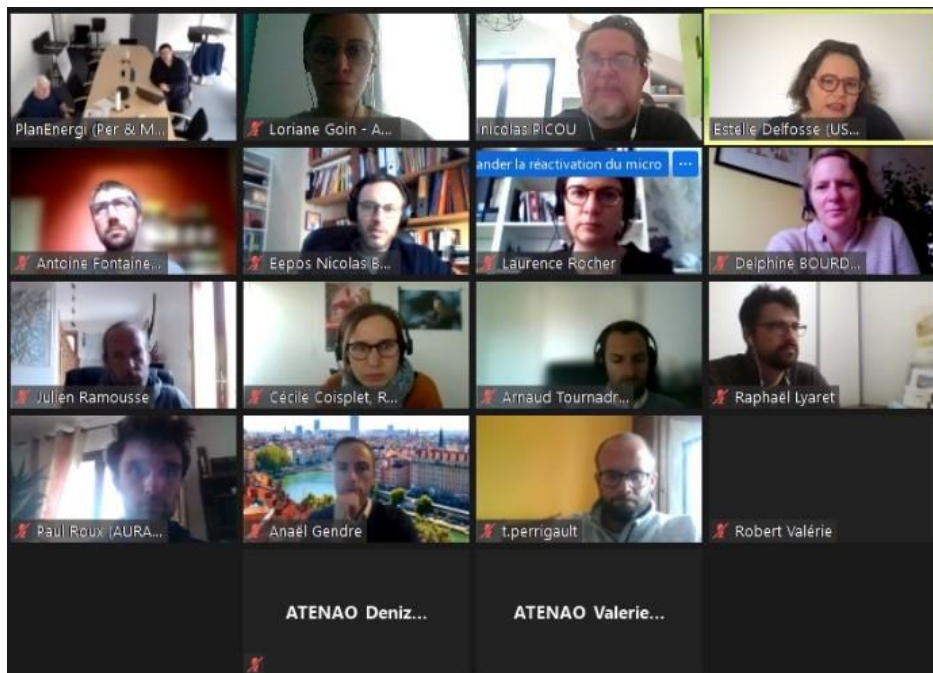 PlanEnergi (Per & M...
Loriane Goin - A...
nicolas PICOU
Estelle Delfosse (US...
Antoine Fontaine...
Eepos Nicolas B...
ander la réactivation du micro ...
Laurence Rocher
Delphine BOURD...
Julien Ramousse
Cécile Coisplet, R...
Arnaud Tournadr...
Raphaël Lyaret
Paul Roux (AURA...
Anaël Gendre
t.perrigault
Robert Valérie
ATENAO Deniz...
ATENAO Valerie...